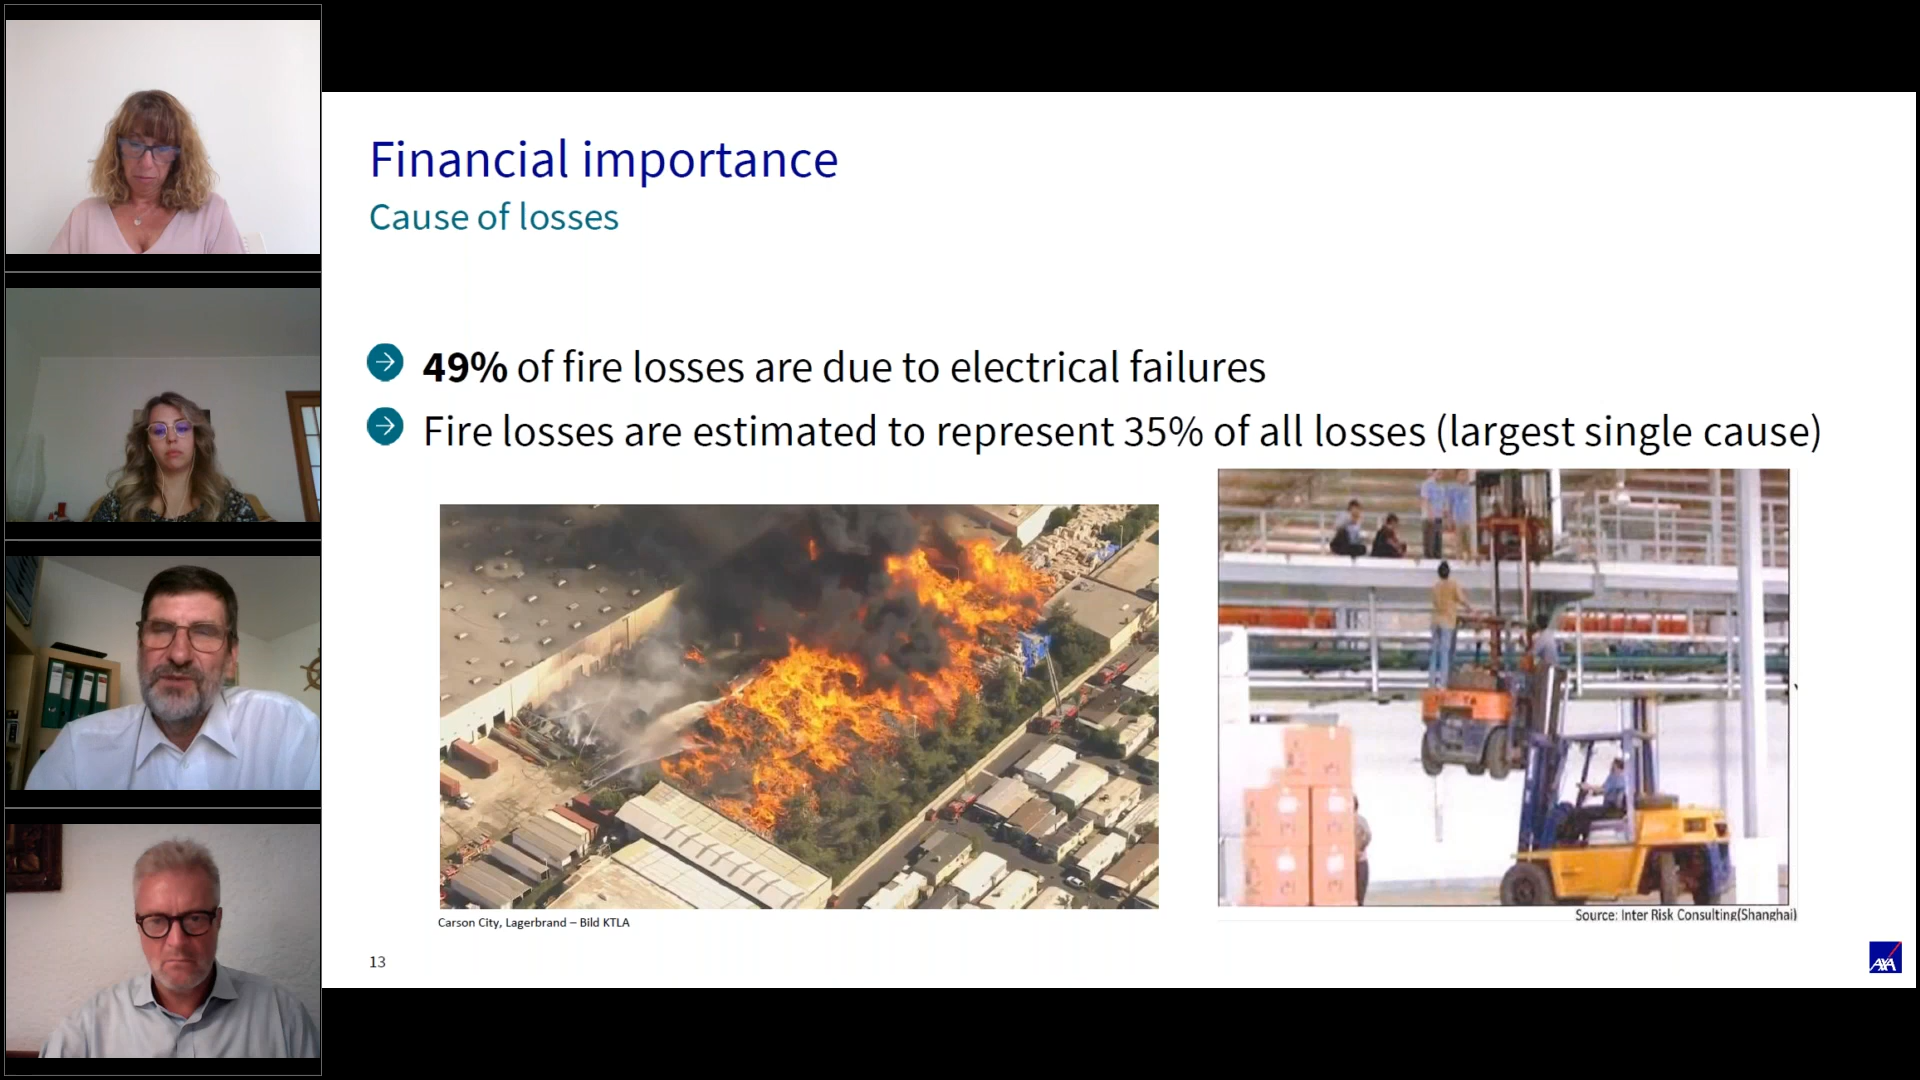 Financial importance
Cause of losses
49% of fire losses are due to electrical failures
Fire losses are estimated to represent 35% of all losses (largest single cause)
Carson City, Lagerbrand – Bild KTLA
Source: Inter Risk Consulting(Shanghai)
13
AXA